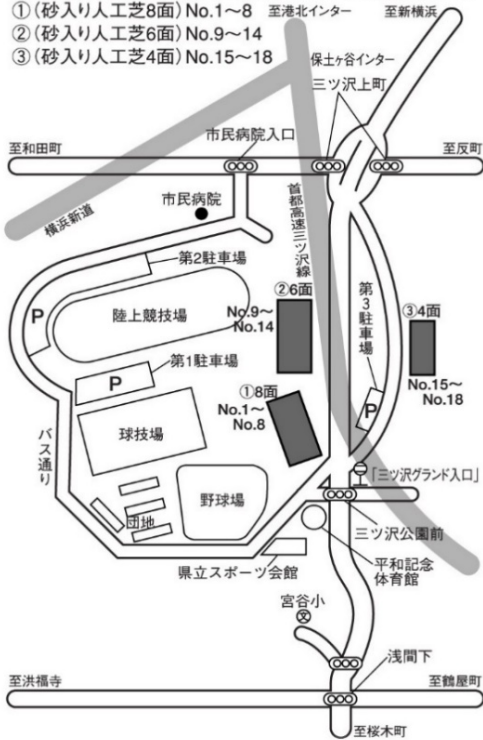 ①(砂入り人工芝8面)No.1〜8
②(砂入り人工芝6面)No.9〜14
③(砂入り人工芝4面)No.15〜18
至港北インター
至新横浜
保土ヶ谷インター
三ツ沢上町
市民病院入口
至和田町
至反町
市民病院
横浜新道
首都高速三ツ沢線
第2駐車場
P
陸上競技場
②6面
No.9〜
No.14
第3駐車場
③4面
No.15〜
No.18
第1駐車場
P
①8面
No.1〜
No.8
P
球技場
バス通り
野球場
団地
「三ツ沢グランド入口」
三ツ沢公園前
県立スポーツ会館
平和記念
体育館
宮谷小
文
浅間下
至洪福寺
至鶴屋町
至桜木町